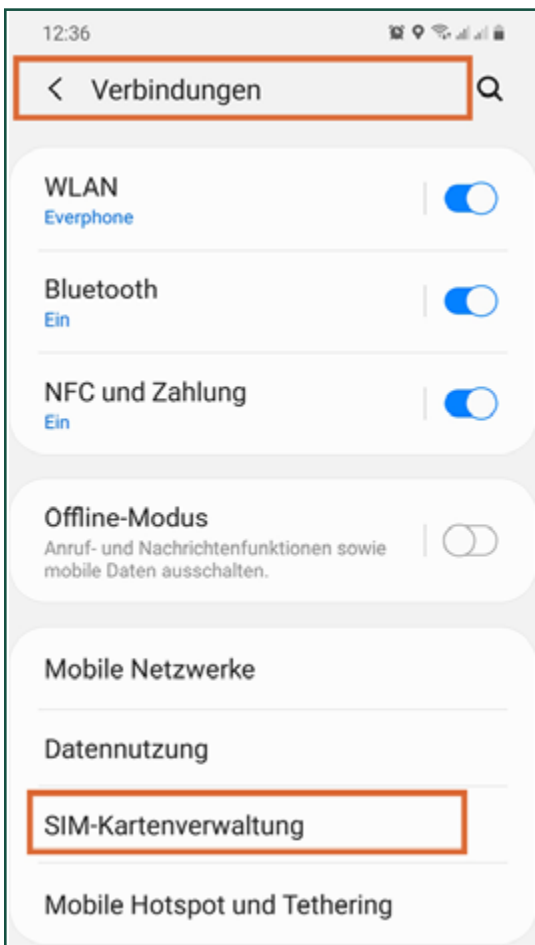 12:36
Verbindungen
WLAN
Everphone
Bluetooth
Ein
NFC und Zahlung
Ein
Offline-Modus
Anruf- und Nachrichtenfunktionen sowie
mobile Daten ausschalten.
Mobile Netzwerke
Datennutzung
SIM-Kartenverwaltung
Mobile Hotspot und Tethering